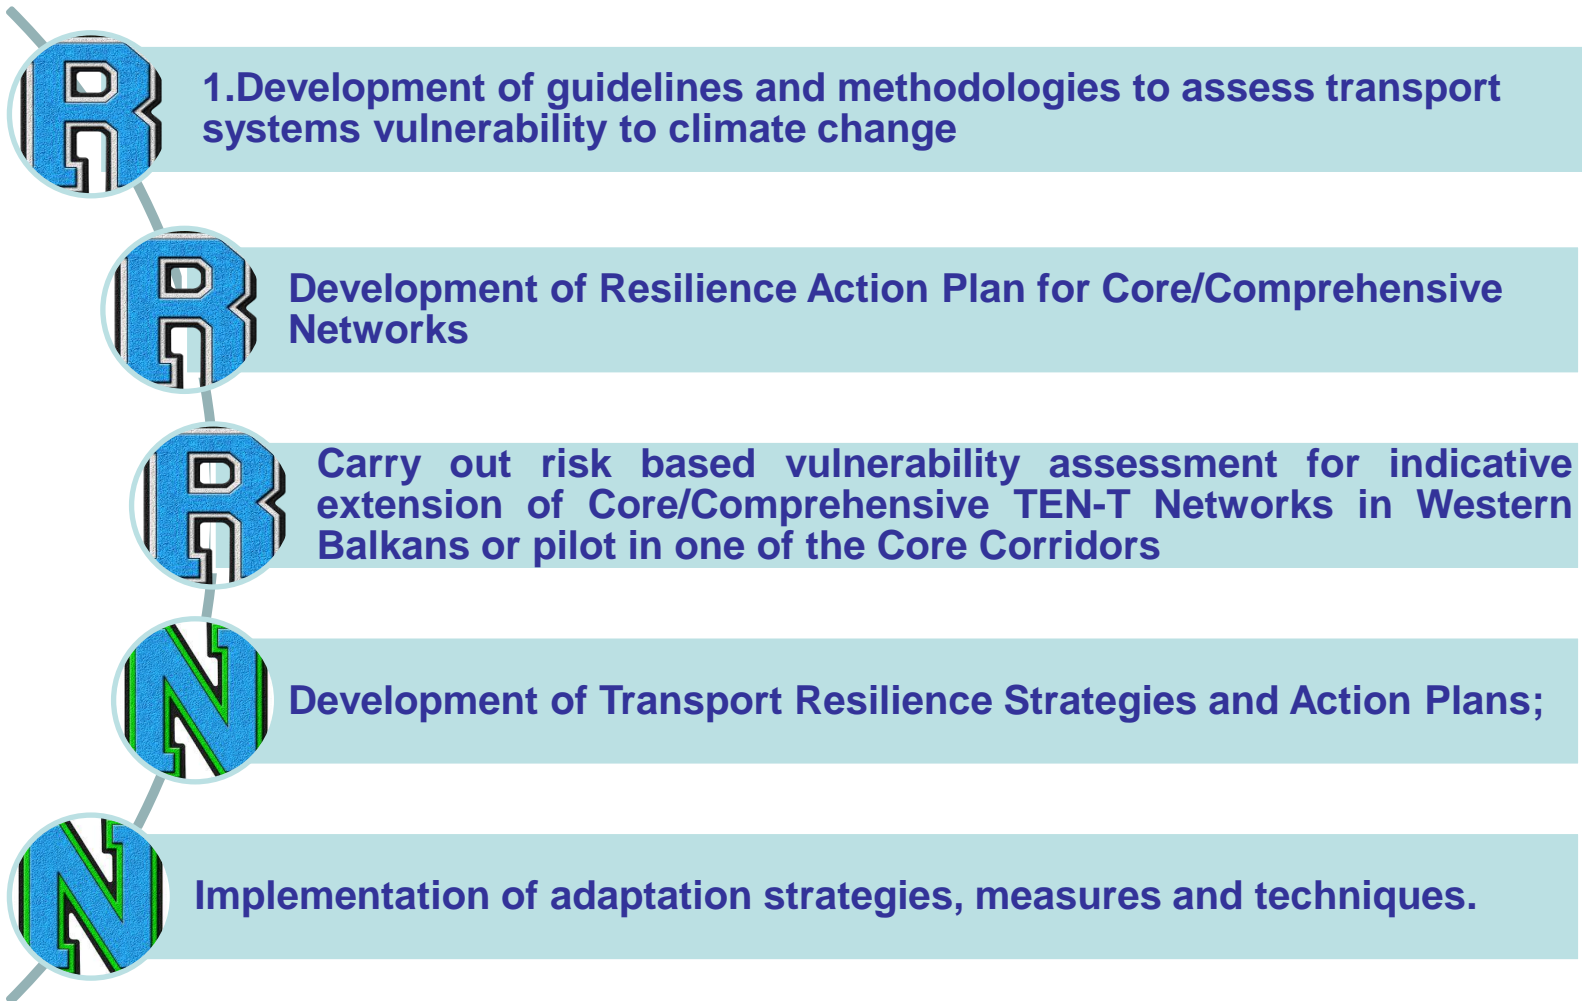 R
1.Development of guidelines and methodologies to assess transport
systems vulnerability to climate change
R
Development of Resilience Action Plan for Core/Comprehensive
Networks
R
Carry out risk based vulnerability assessment for indicative
extension of Core/Comprehensive TEN-T Networks in Western
Balkans or pilot in one of the Core Corridors
N
Development of Transport Resilience Strategies and Action Plans;
N
Implementation of adaptation strategies, measures and techniques.